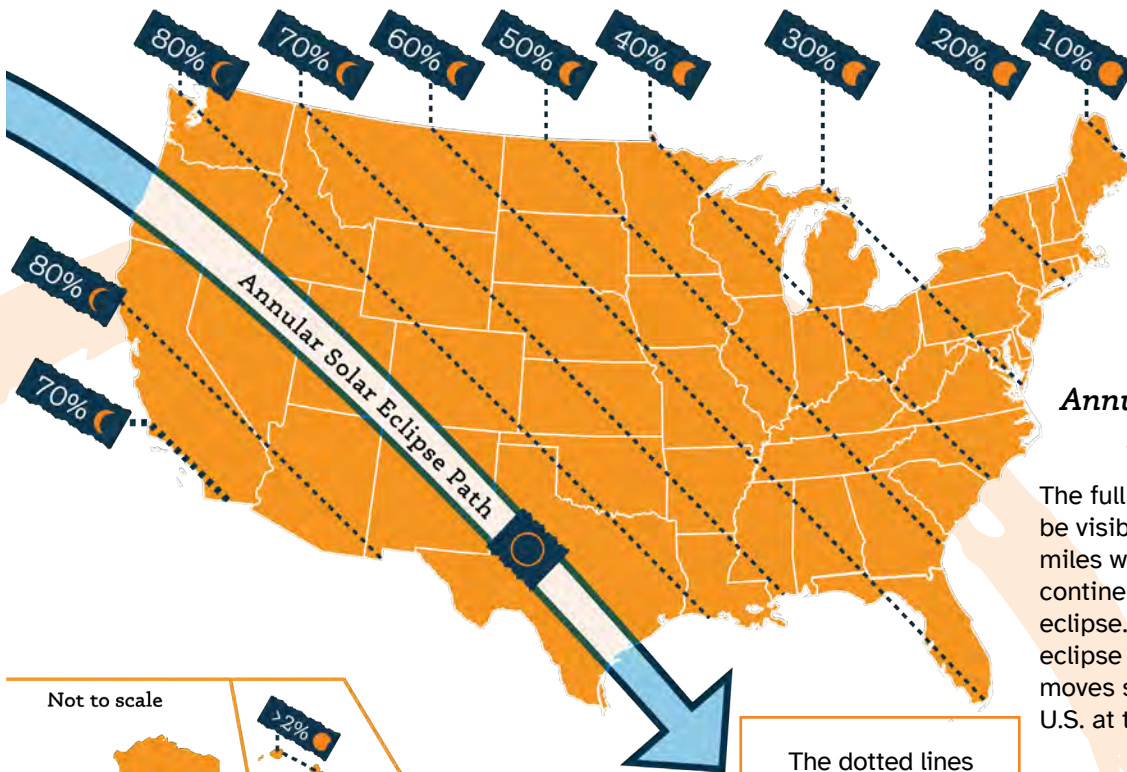 80%
70%
60%
50%
40%
30%
20%
10%
80%
70%
Annular Solar Eclipse Path
Annu
The full
be visib
miles w
contine
eclipse.
eclipse
moves s
U.S. at t
Not to scale
>2%
The dotted lines